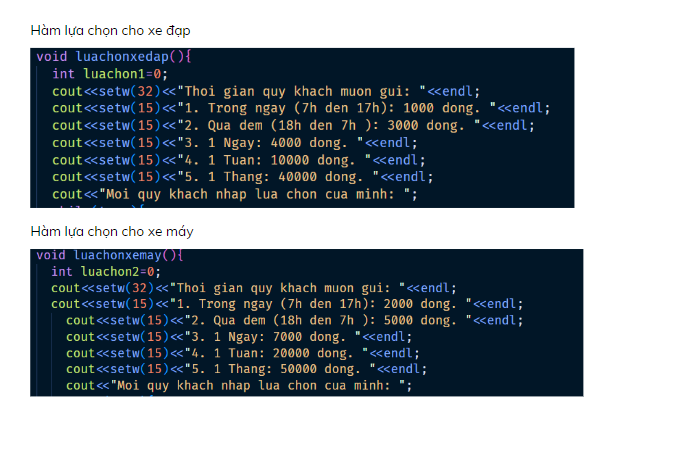 Hàm lựa chọn cho xe đạp
void luachonxedap(){
int luachon1=0;
cout<<setw(32)<<"Thoi gian quy khach muon gui: "<<endl;
cout<<setw(15)<<"1. Trong ngay (7h den 17h): 1000 dong. "<<endl;
cout<<setw(15)<<"2. Qua dem (18h den 7h ): 3000 dong. "<<endl;
cout<<setw(15)<<"3. 1 Ngay: 4000 dong. "<<endl;
cout<<setw(15)<<"4. 1 Tuan: 10000 dong. "<<endl;
cout<<setw(15)<<"5. 1 Thang: 40000 dong. "<<endl;
cout<<"Moi quy khach nhap lua chon cua minh: ";
Hàm lựa chọn cho xe máy
void luachonxemay(){
int luachon2=0;
cout<<setw(32)<<"Thoi gian quy khach muon gui: "<<endl;
cout<<setw(15)<<"1. Trong ngay (7h den 17h): 2000 dong. "<<endl;
cout<<setw(15)<<"2. Qua dem (18h den 7h ): 5000 dong. "<<endl;
cout<<setw(15)<<"3. 1 Ngay: 7000 dong. "<<endl;
cout<<setw(15)<<"4. 1 Tuan: 20000 dong. "<<endl;
cout<<setw(15)<<"5. 1 Thang: 50000 dong. "<<endl;
cout<<"Moi quy khach nhap lua chon cua minh: ";